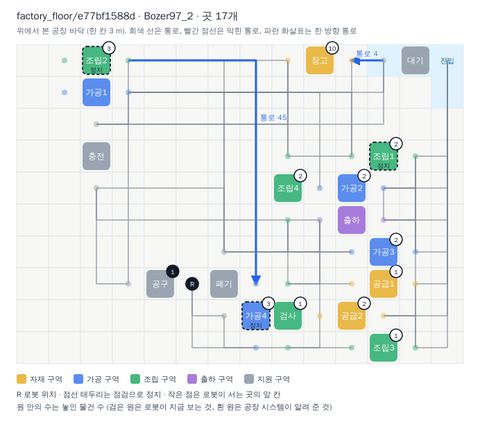 factory_floor/e77bf1588d · Bozer97_2 · 곳 17개
위에서 본 공장 바닥 (한 칸 3 m). 회색 선은 통로, 빨간 점선은 막힌 통로, 파란 화살표는 한 방향 통로
3
조립2
정지
10
창고
통로 4
대기
진입
가공1
통로 45
충전
2
조립1
정지
2
조립4
2
가공2
출하
2
가공3
1
공구
R
폐기
1
공급1
3
가공4
정지
1
검사
2
공급2
1
조립3
자재 구역
가공 구역
조립 구역
출하 구역
지원 구역
R 로봇 위치 · 점선 테두리는 점검으로 정지 · 작은 점은 로봇이 서는 곳의 앞 칸
원 안의 수는 놓인 물건 수 (검은 원은 로봇이 지금 보는 것, 흰 원은 공장 시스템이 알려 준 것)